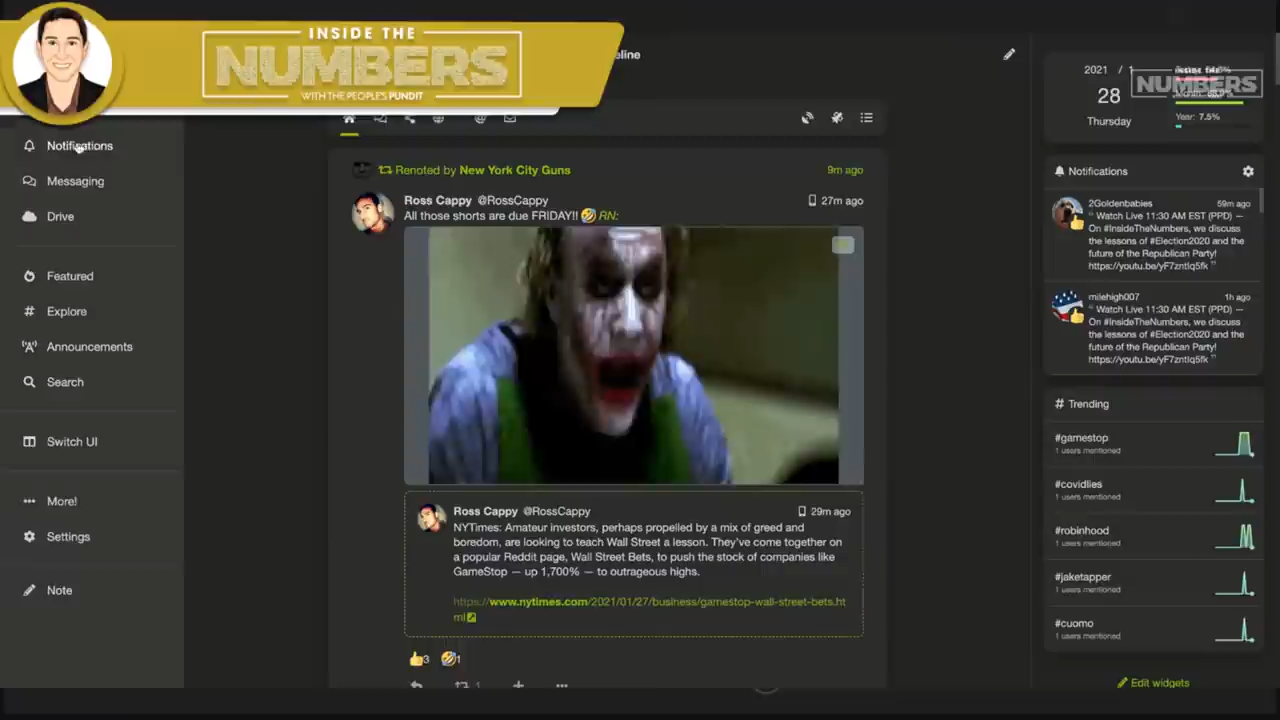 INSIDE THE
NUMBERS
WITH THE PEOPLE'S PUNDIT
eline
2021 / 1
28
Thursday
NUMBERS
Year: 7.5%
Notifications
Messaging
Drive
Featured
Explore
Announcements
Search
Switch UI
More!
Settings
Note
Renoted by New York City Guns
9m ago
Ross Cappy @RossCappy
27m ago
All those shorts are due FRIDAY!! 🤣 RN:
Ross Cappy @RossCappy
29m ago
NYTimes: Amateur investors, perhaps propelled by a mix of greed and
boredom, are looking to teach Wall Street a lesson. They've come together on
a popular Reddit page, Wall Street Bets, to push the stock of companies like
GameStop — up 1,700% — to outrageous highs.
https://www.nytimes.com/2021/01/27/business/gamestop-wall-street-bets.ht
ml
👍3 🤣1
1
Notifications
2Goldenbabies
59m ago
" Watch Live 11:30 AM EST (PPD) —
On #InsideTheNumbers, we discuss
the lessons of #Election2020 and the
future of the Republican Party!
https://youtu.be/yF7zntIq5fk "
milehigh007
1h ago
" Watch Live 11:30 AM EST (PPD) —
On #InsideTheNumbers, we discuss
the lessons of #Election2020 and the
future of the Republican Party!
https://youtu.be/yF7zntIq5fk "
# Trending
#gamestop
1 users mentioned
#covidlies
1 users mentioned
#robinhood
1 users mentioned
#jaketapper
1 users mentioned
#cuomo
1 users mentioned
Edit widgets